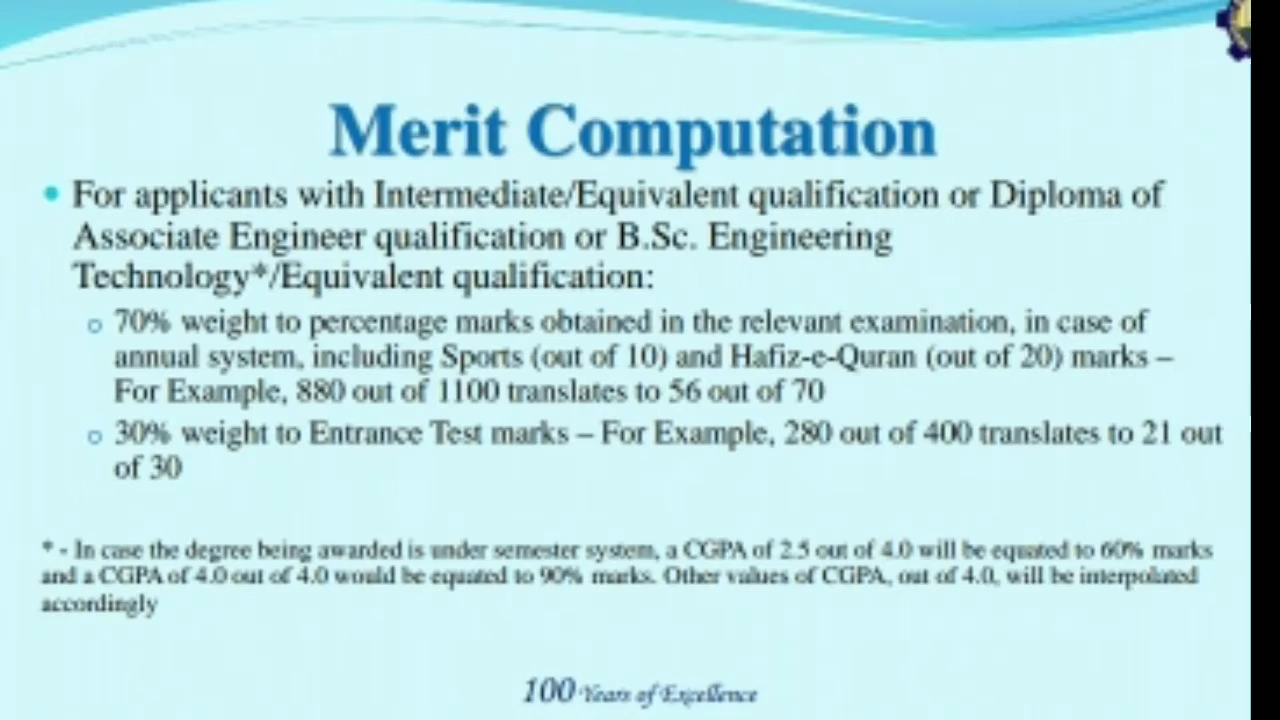 Merit Computation
• For applicants with Intermediate/Equivalent qualification or Diploma of
Associate Engineer qualification or B.Sc. Engineering
Technology*/Equivalent qualification:
o 70% weight to percentage marks obtained in the relevant examination, in case of
annual system, including Sports (out of 10) and Hafiz-e-Quran (out of 20) marks –
For Example, 880 out of 1100 translates to 56 out of 70
o 30% weight to Entrance Test marks – For Example, 280 out of 400 translates to 21 out
of 30
* - In case the degree being awarded is under semester system, a CGPA of 2.5 out of 4.0 will be equated to 60% marks
and a CGPA of 4.0 out of 4.0 would be equated to 90% marks. Other values of CGPA, out of 4.0, will be interpolated
accordingly
100 Years of Excellence